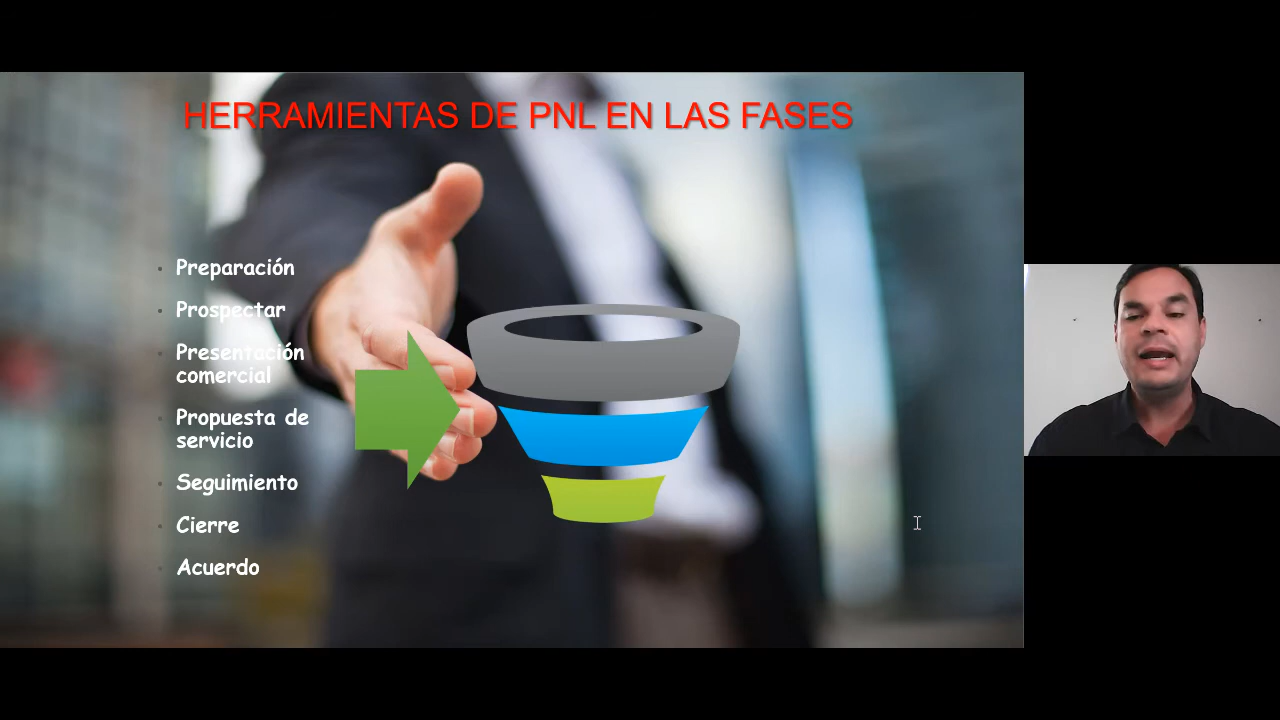 HERRAMIENTAS DE PNL EN LAS FASES
Preparación
Prospectar
Presentación
comercial
Propuesta de
servicio
Seguimiento
Cierre
Acuerdo